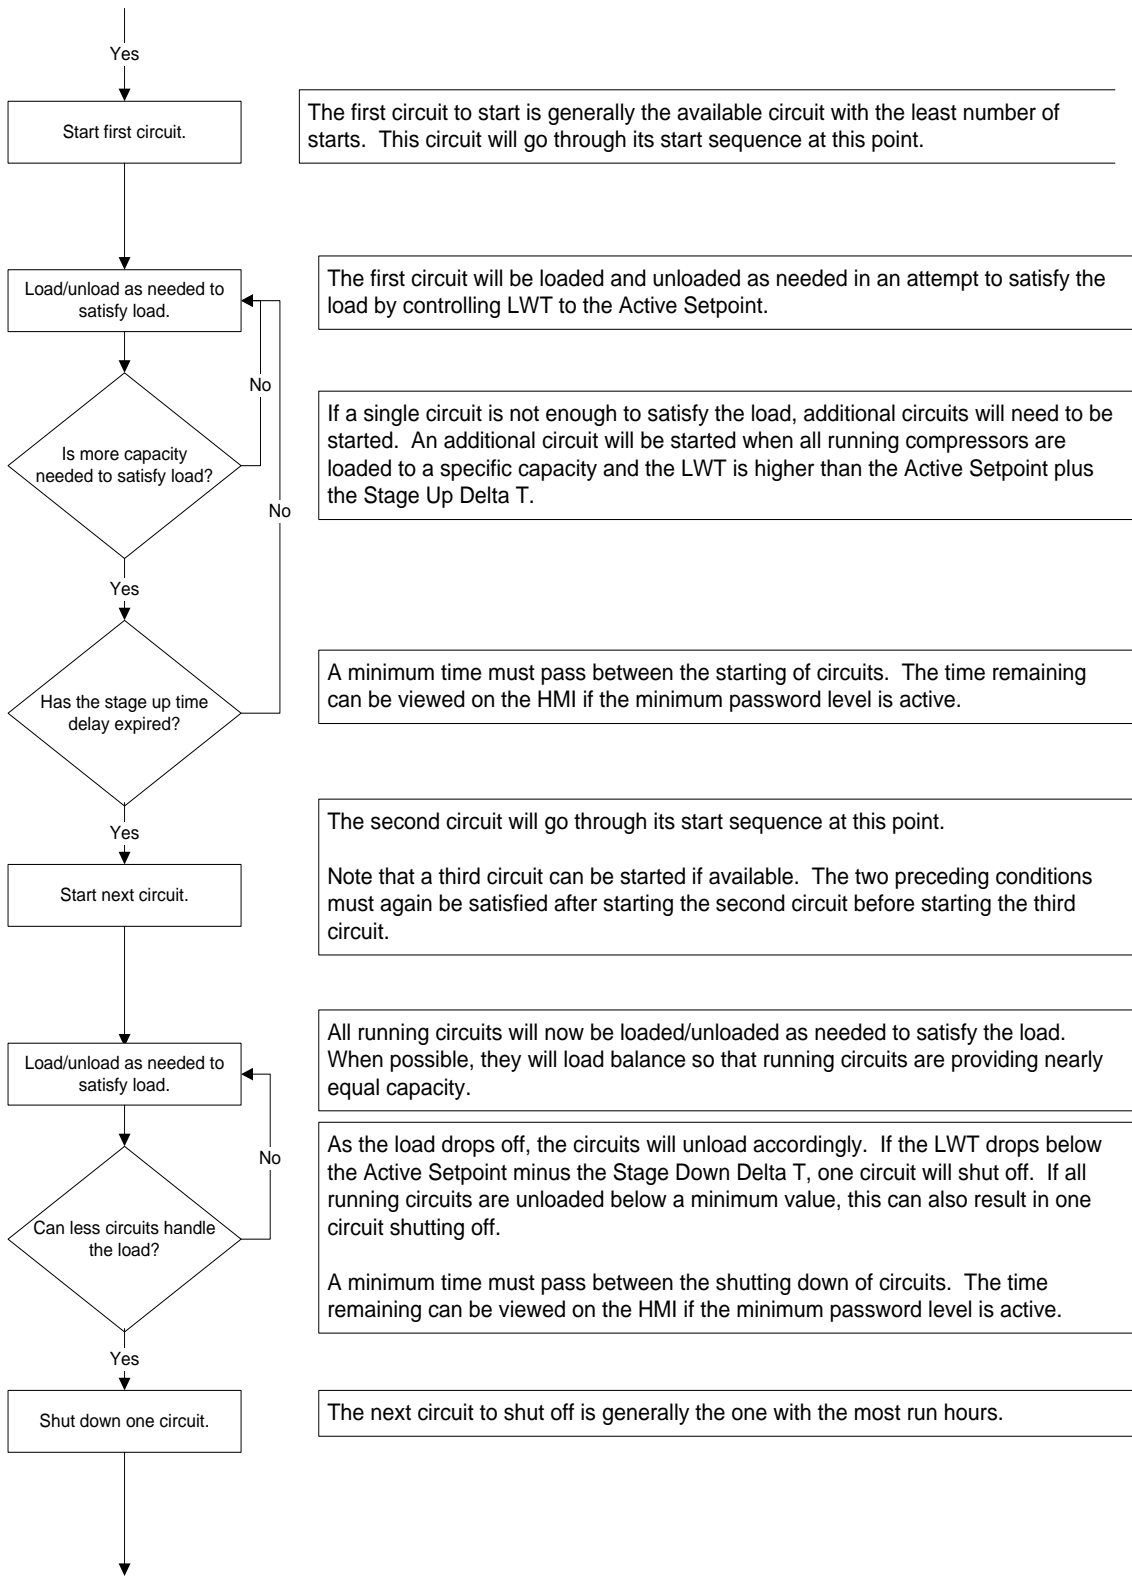 Yes
Start first circuit.
The first circuit to start is generally the available circuit with the least number of
starts.  This circuit will go through its start sequence at this point.
Load/unload as needed to
satisfy load.
The first circuit will be loaded and unloaded as needed in an attempt to satisfy the
load by controlling LWT to the Active Setpoint.
No
Is more capacity
needed to satisfy load?
If a single circuit is not enough to satisfy the load, additional circuits will need to be
started.  An additional circuit will be started when all running compressors are
loaded to a specific capacity and the LWT is higher than the Active Setpoint plus
the Stage Up Delta T.
No
Yes
Has the stage up time
delay expired?
A minimum time must pass between the starting of circuits.  The time remaining
can be viewed on the HMI if the minimum password level is active.
Yes
Start next circuit.
The second circuit will go through its start sequence at this point.
Note that a third circuit can be started if available.  The two preceding conditions
must again be satisfied after starting the second circuit before starting the third
circuit.
Load/unload as needed to
satisfy load.
All running circuits will now be loaded/unloaded as needed to satisfy the load.
When possible, they will load balance so that running circuits are providing nearly
equal capacity.
No
Can less circuits handle
the load?
As the load drops off, the circuits will unload accordingly.  If the LWT drops below
the Active Setpoint minus the Stage Down Delta T, one circuit will shut off.  If all
running circuits are unloaded below a minimum value, this can also result in one
circuit shutting off.
A minimum time must pass between the shutting down of circuits.  The time
remaining can be viewed on the HMI if the minimum password level is active.
Yes
Shut down one circuit.
The next circuit to shut off is generally the one with the most run hours.